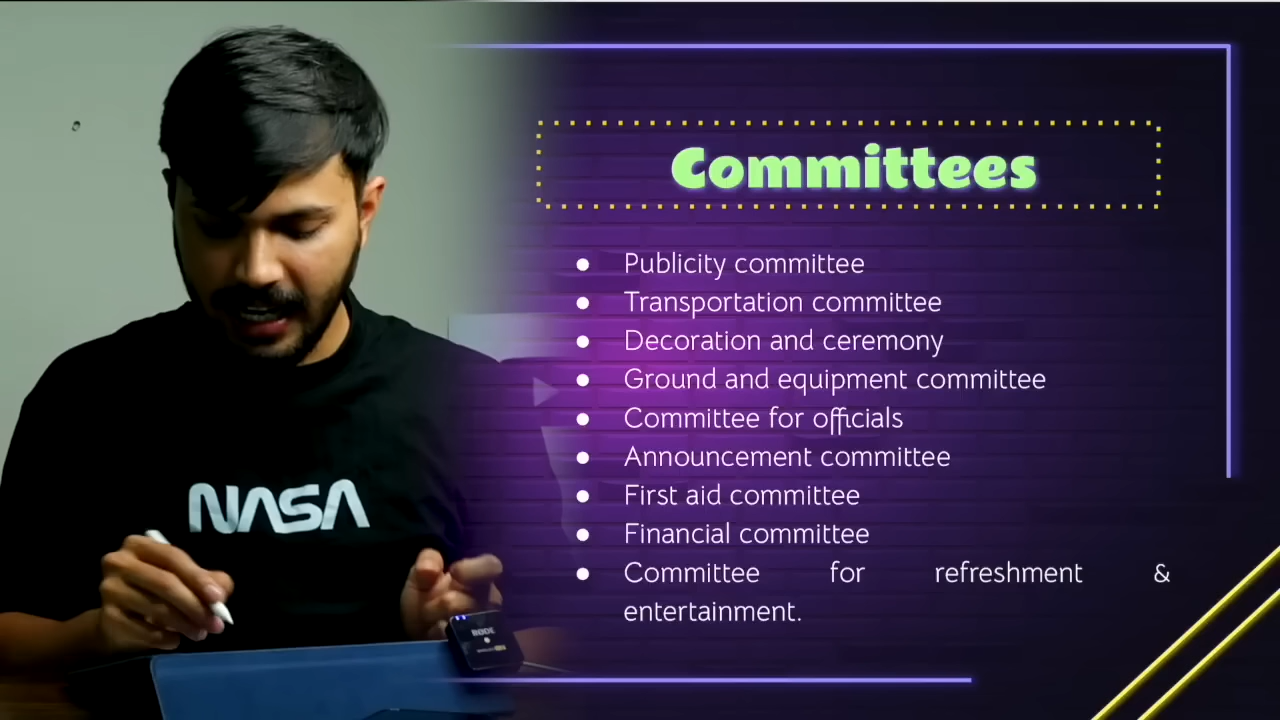 Committees
● Publicity committee
● Transportation committee
● Decoration and ceremony
● Ground and equipment committee
● Committee for officials
● Announcement committee
● First aid committee
● Financial committee
● Committee for refreshment &
entertainment.
NASA
RODE